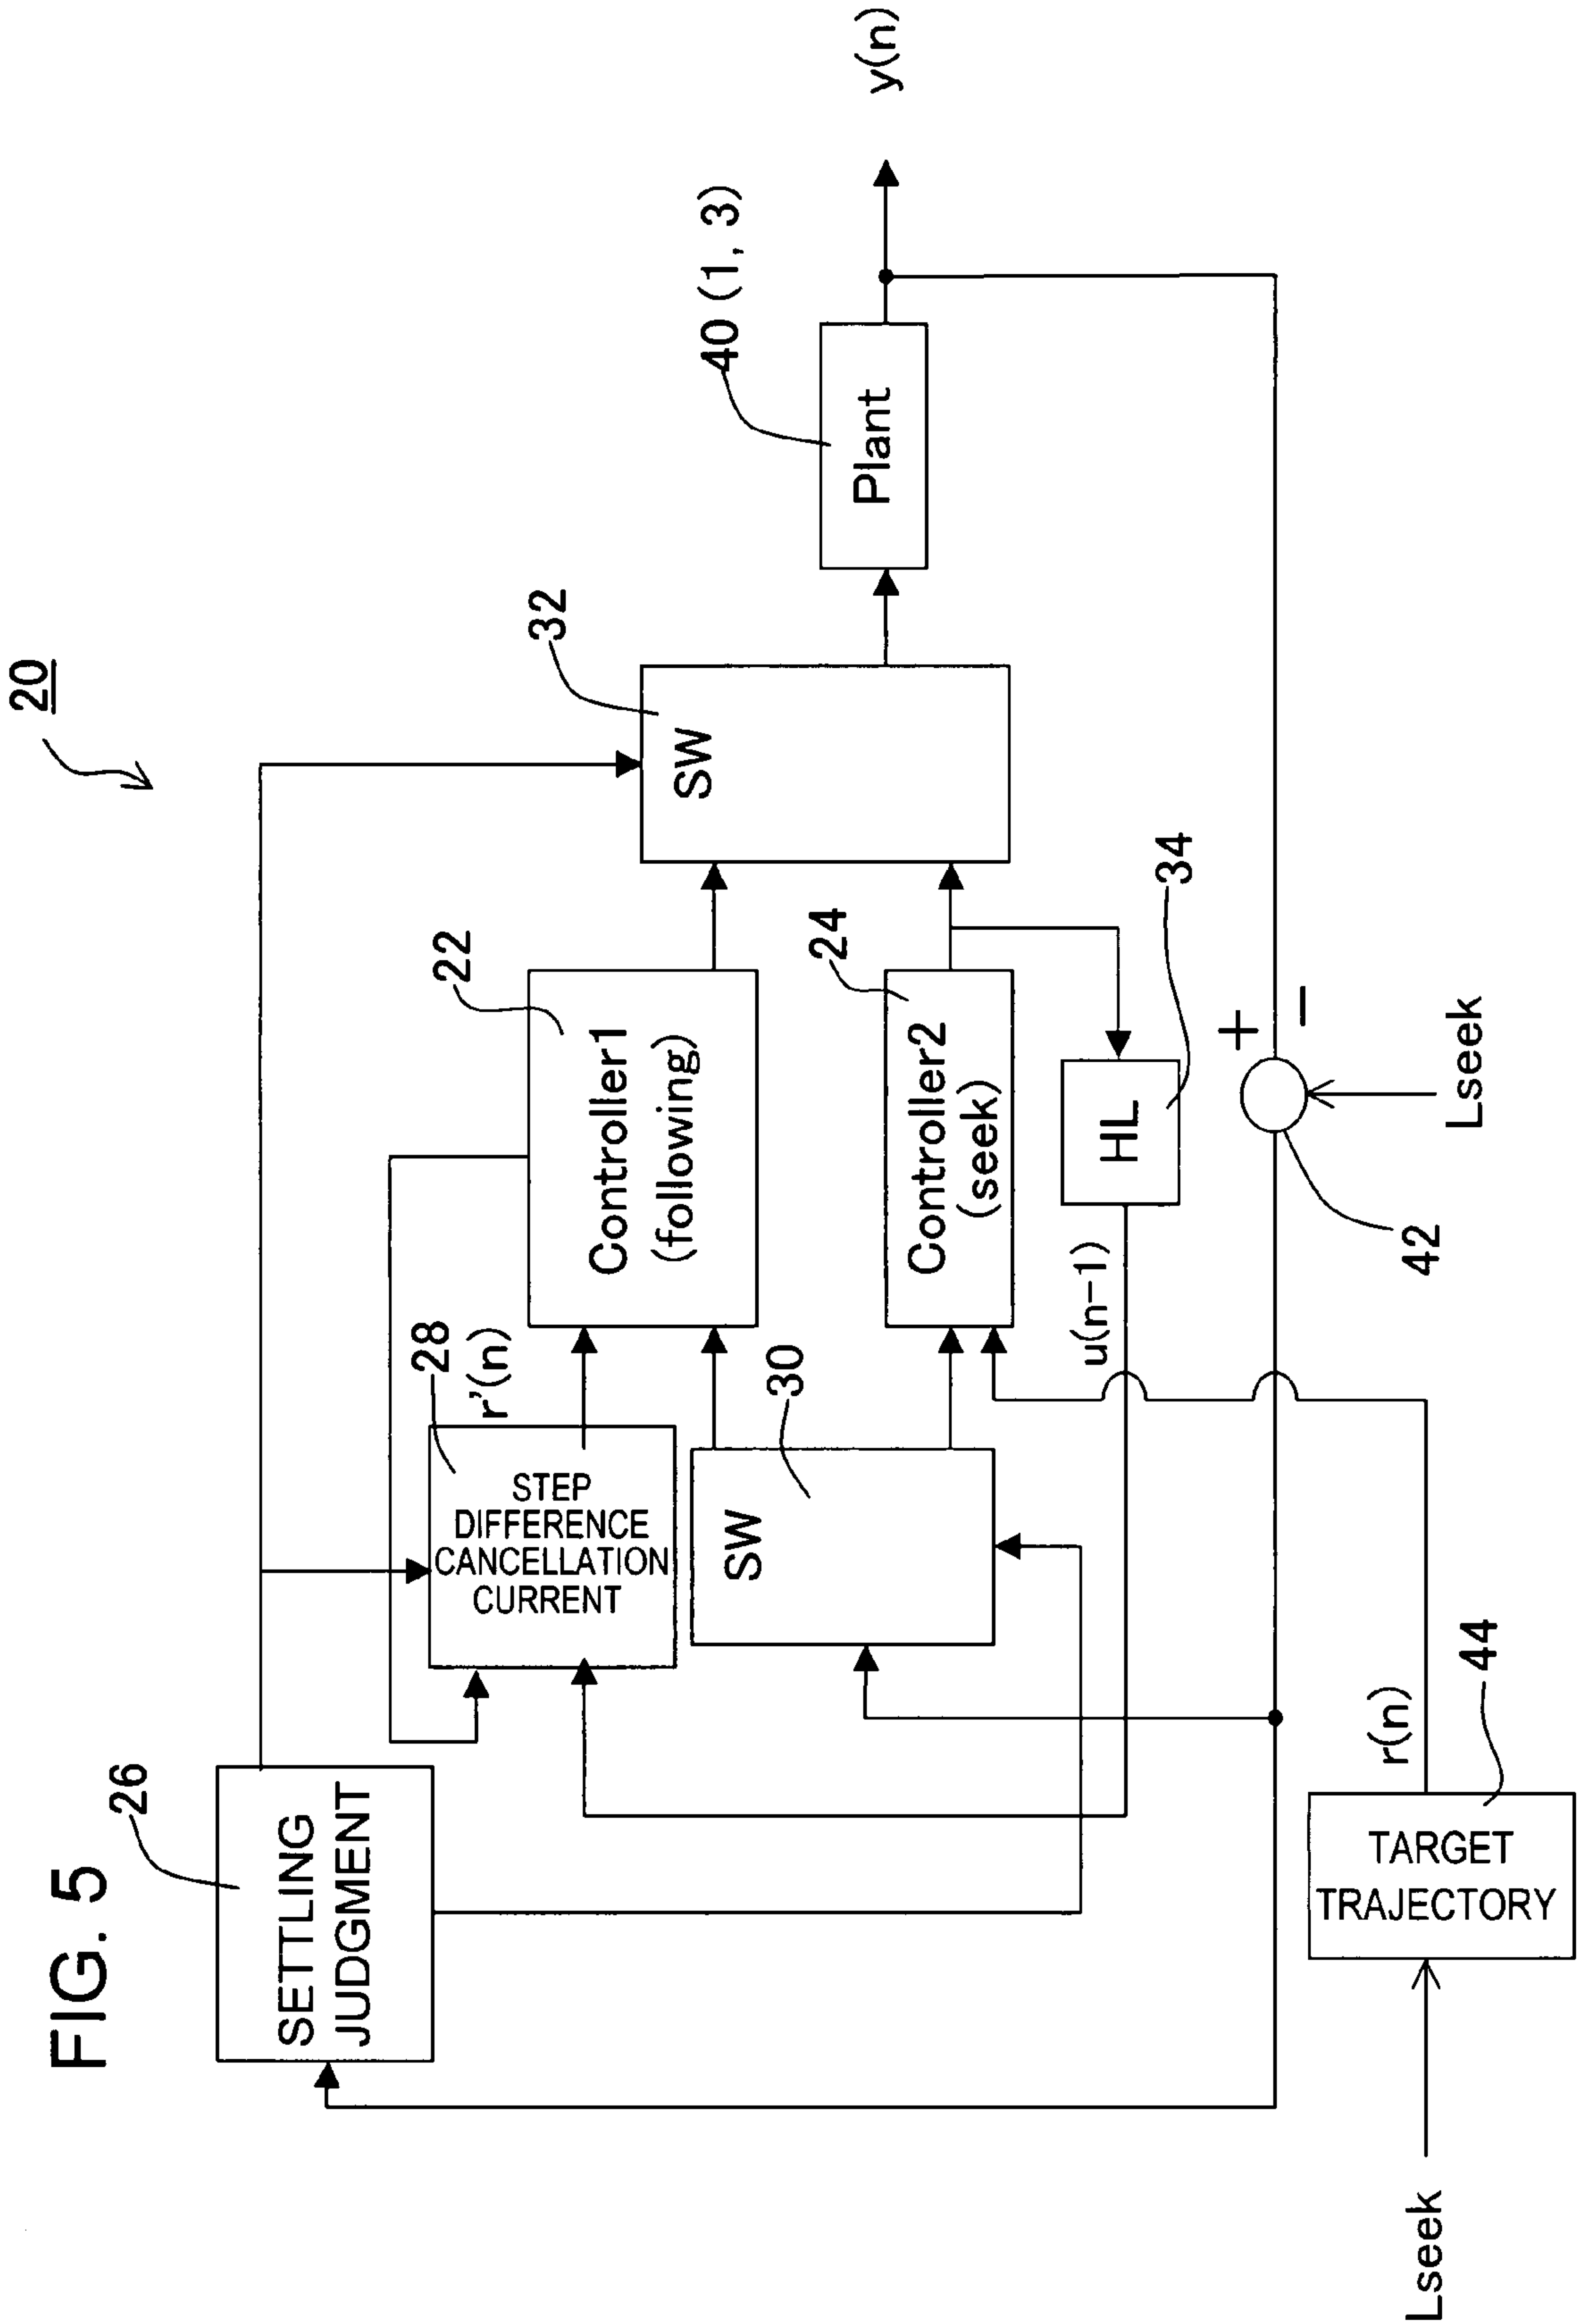 FIG. 5
20
26
SETTLING
JUDGMENT
28
r'(n)
STEP
DIFFERENCE
CANCELLATION
CURRENT
22
Controller1
(following)
32
SW
40 (1, 3)
Plant
y(n)
30
SW
24
Controller2
(seek)
u(n-1)
HL
34
+
−
42
Lseek
r(n)
44
TARGET
TRAJECTORY
Lseek